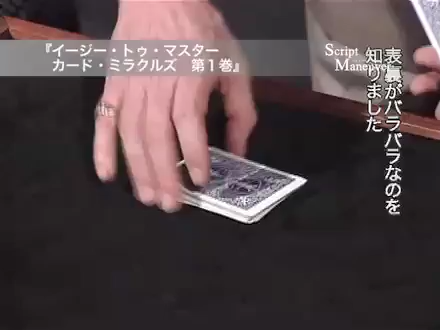 『イージー・トゥ・マスター
カード・ミラクルズ 第1巻』
Script
Maneuver
表裏がバラバラなのを
知りました